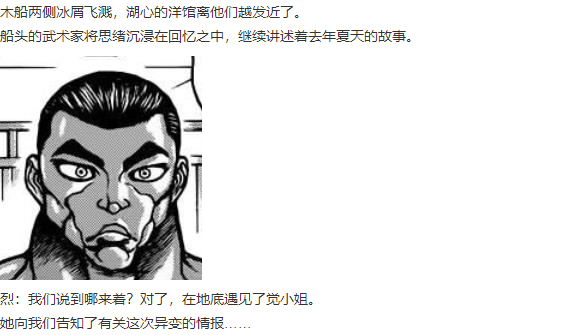 木船两侧冰屑飞溅，湖心的洋馆离他们越发近了。
船头的武术家将思绪沉浸在回忆之中，继续讲述着去年夏天的故事。
烈：我们说到哪来着？对了，在地底遇见了觉小姐。
她向我们告知了有关这次异变的情报……